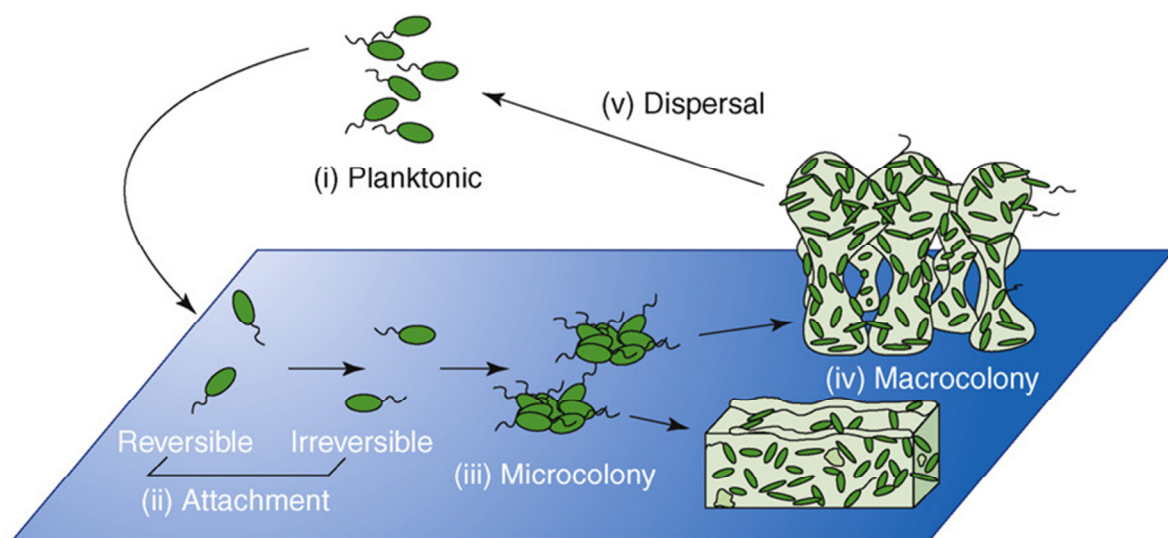 (i) Planktonic
(v) Dispersal
Reversible Irreversible
(ii) Attachment
(iii) Microcolony
(iv) Macrocolony